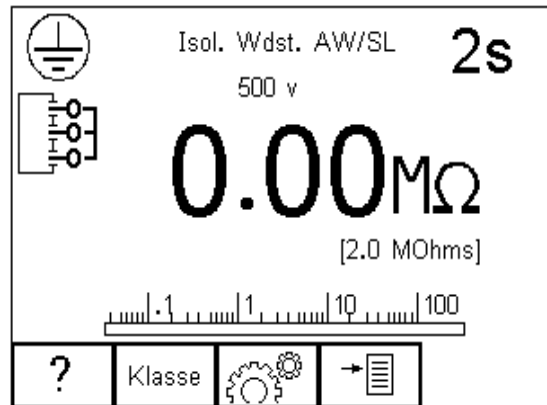 Isol. Wdst. AW/SL 2s
500 v
0.00MΩ
[2.0 MOhms]
.1 1 10 100
? Klasse